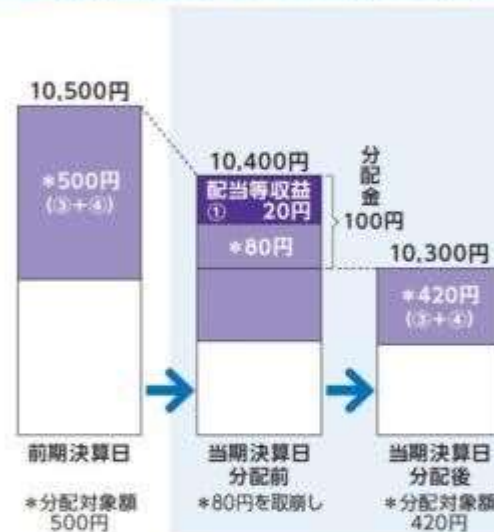 10,500円
*500円
(③+④)
10,400円
配当等収益
① 20円
*80円
分配金
100円
10,300円
*420円
(③+④)
前期決算日
当期決算日
分配前
当期決算日
分配後
*分配対象額
500円
*80円を取崩し
*分配対象額
420円